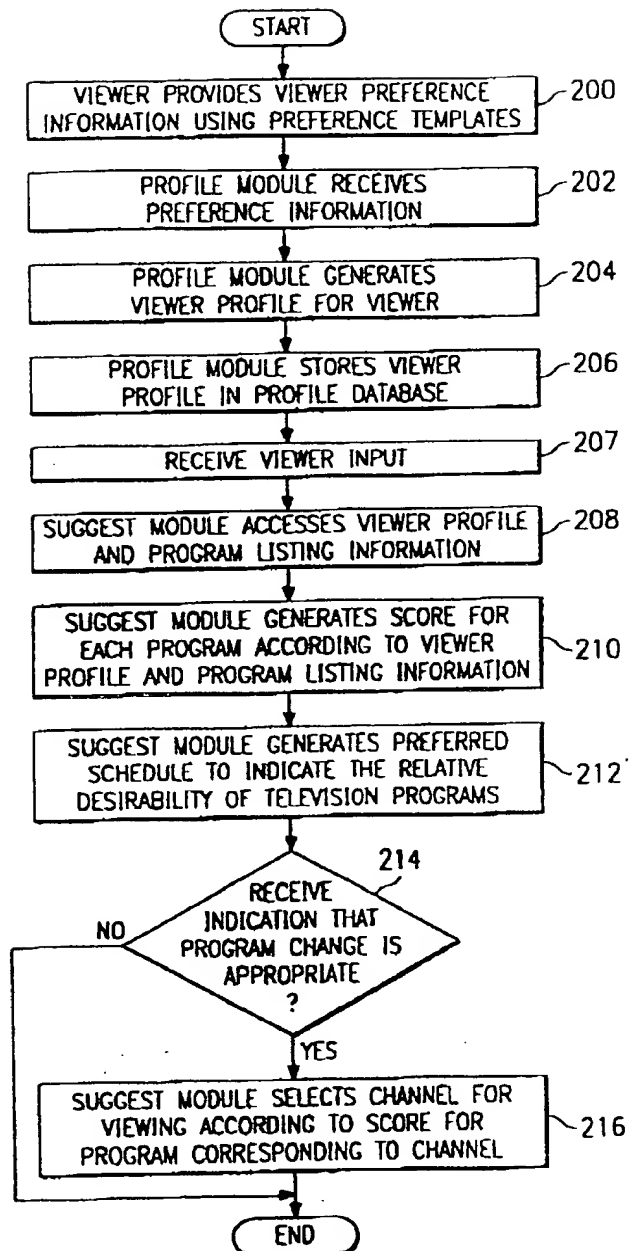 START
VIEWER PROVIDES VIEWER PREFERENCE
INFORMATION USING PREFERENCE TEMPLATES
200
PROFILE MODULE RECEIVES
PREFERENCE INFORMATION
202
PROFILE MODULE GENERATES
VIEWER PROFILE FOR VIEWER
204
PROFILE MODULE STORES VIEWER
PROFILE IN PROFILE DATABASE
206
RECEIVE VIEWER INPUT
207
SUGGEST MODULE ACCESSES VIEWER PROFILE
AND PROGRAM LISTING INFORMATION
208
SUGGEST MODULE GENERATES SCORE FOR
EACH PROGRAM ACCORDING TO VIEWER
PROFILE AND PROGRAM LISTING INFORMATION
210
SUGGEST MODULE GENERATES PREFERRED
SCHEDULE TO INDICATE THE RELATIVE
DESIRABILITY OF TELEVISION PROGRAMS
212
214
RECEIVE
INDICATION THAT
PROGRAM CHANGE IS
APPROPRIATE
?
NO
YES
SUGGEST MODULE SELECTS CHANNEL FOR
VIEWING ACCORDING TO SCORE FOR
PROGRAM CORRESPONDING TO CHANNEL
216
END